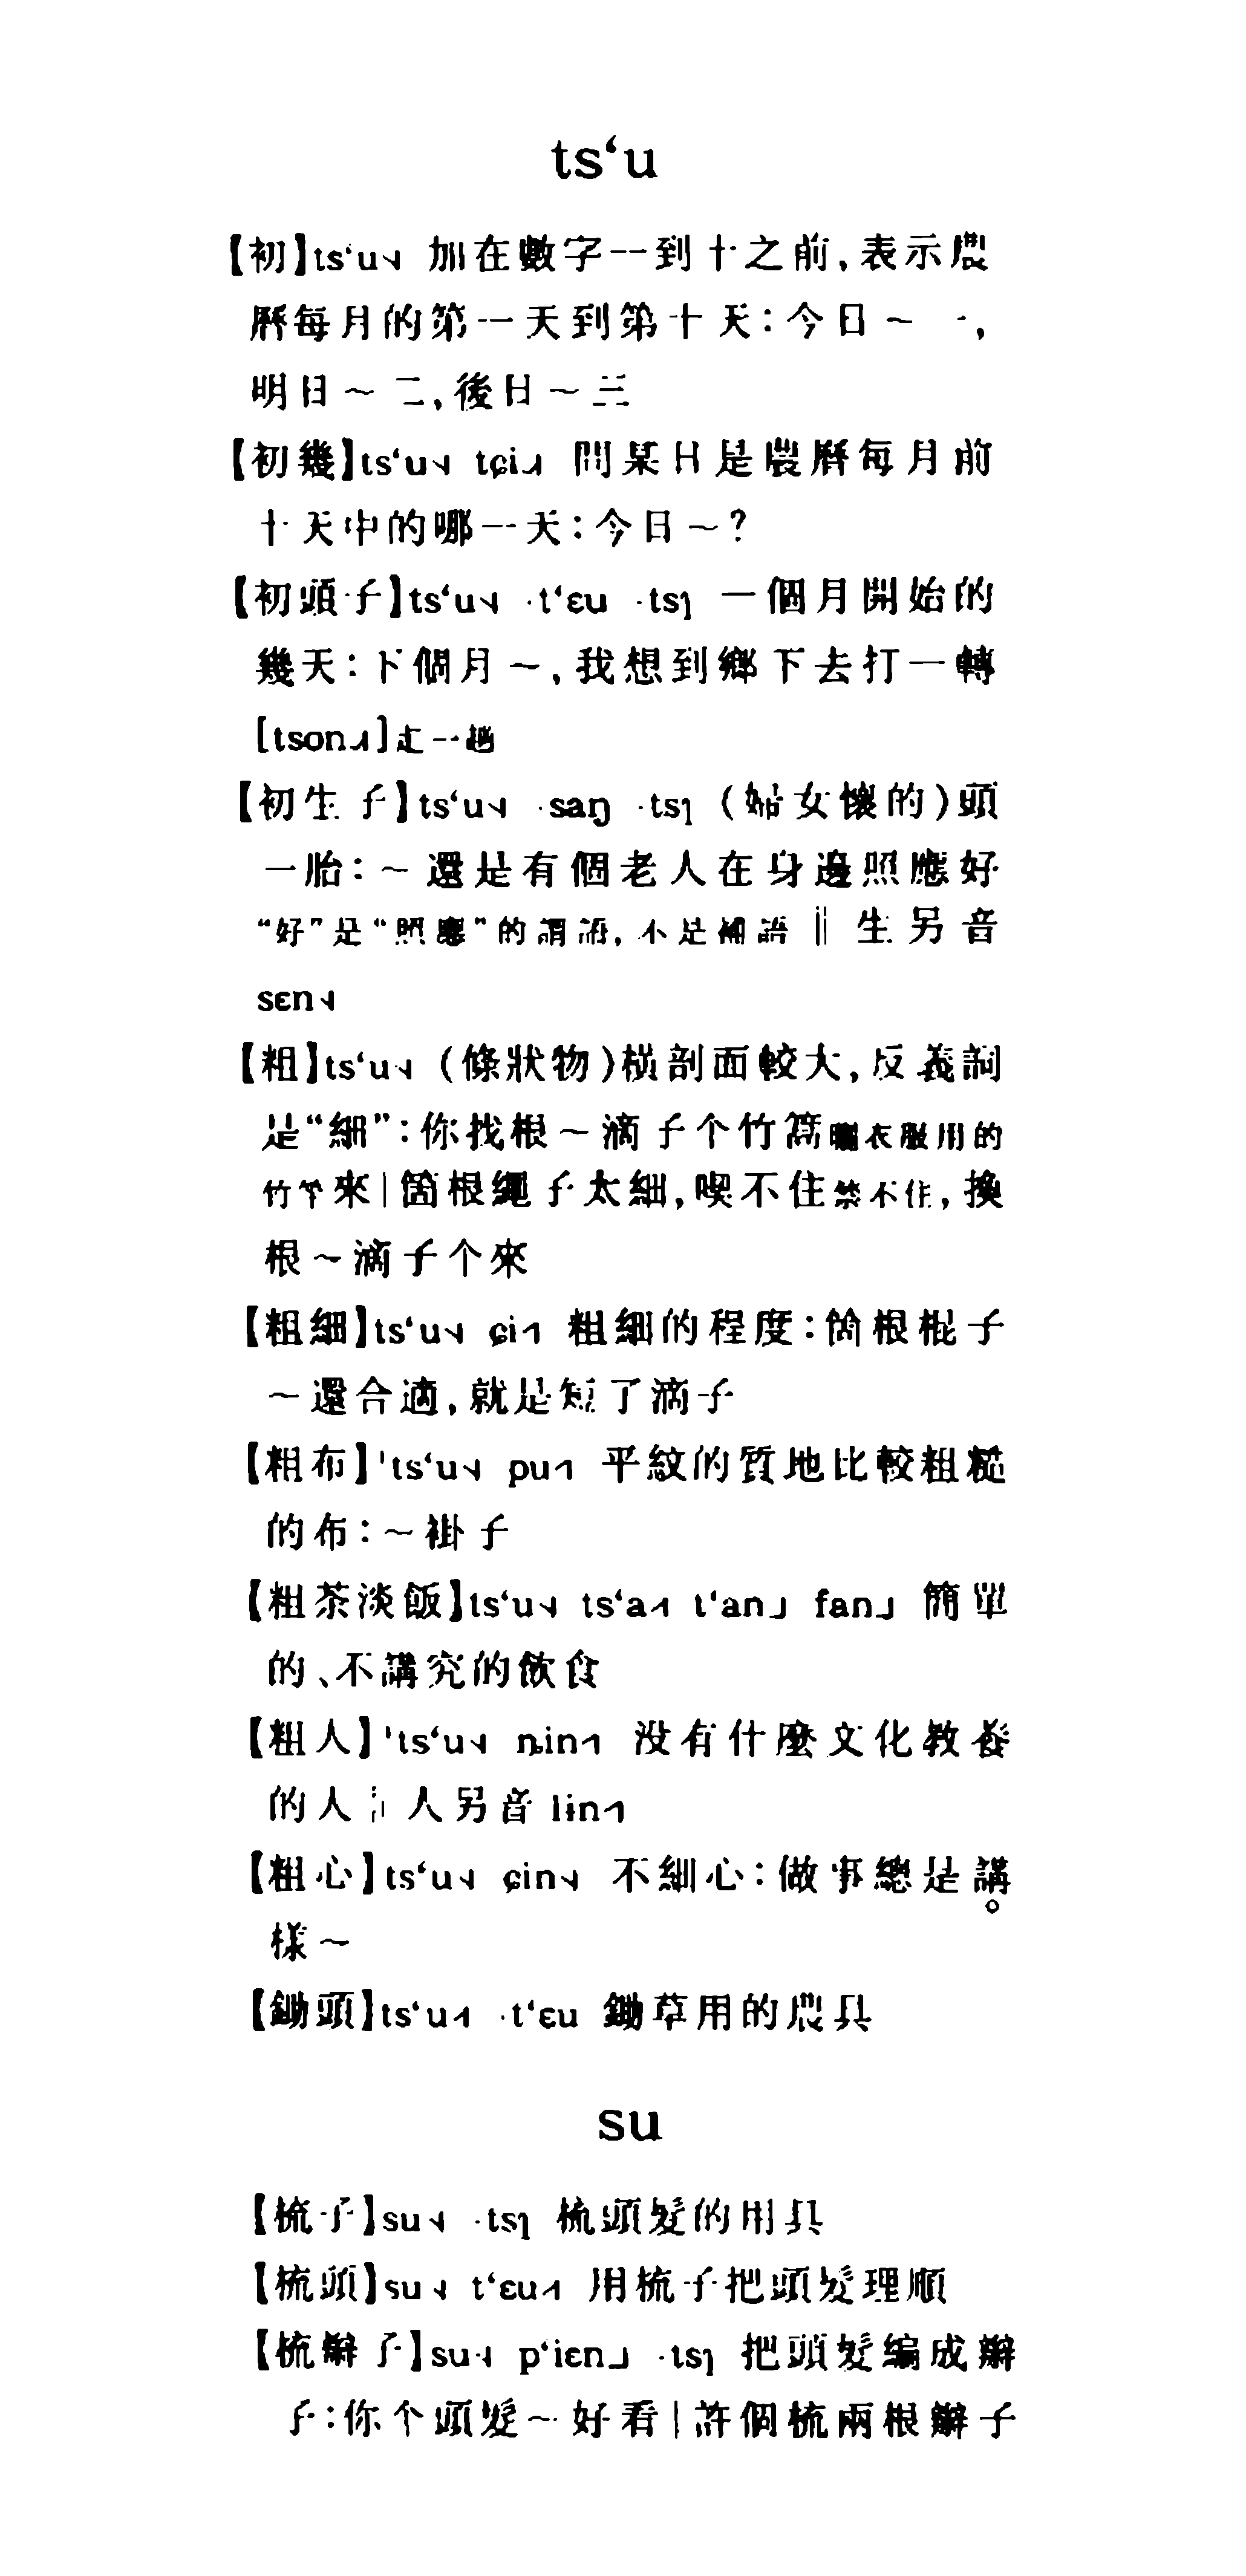 ts‘u
【初】ts‘u˧˨ 加在數字一到十之前,表示農
曆每月的第一天到第十天:今日～一,
明日～二,後日～三
【初幾】ts‘u˧˨ tɕi˨˦ 問某日是農曆每月前
十天中的哪一天:今日～?
【初頭子】ts‘u˧˨ ·t‘ɛu ·tsɿ 一個月開始的
幾天:下個月～,我想到鄉下去打一轉
[tson˨˦]走一趟
【初生子】ts‘u˧˨ ·saŋ ·tsɿ (婦女懷的)頭
一胎:～還是有個老人在身邊照應好
“好”是“照應”的謂語,不是補語 ‖ 生另音
sɛn˧˨
【粗】ts‘u˧˨ (條狀物)橫剖面較大,反義詞
是“細”:你找根～滴子个竹篙曬衣服用的
竹竿來|箇根繩子太細,喫不住禁不住,換
根～滴子个來
【粗細】ts‘u˧˨ ɕi˧˥ 粗細的程度:箇根棍子
～還合適,就是短了滴子
【粗布】'ts‘u˧˨ pu˧˥ 平紋的質地比較粗糙
的布:～褂子
【粗茶淡飯】ts‘u˧˨ ts‘a˨˦ t‘an˩ fan˩ 簡單
的、不講究的飲食
【粗人】'ts‘u˧˨ ȵin˧˥ 没有什麽文化教養
的人 ‖ 人另音 lin˧˥
【粗心】ts‘u˧˨ ɕin˧˨ 不細心:做事總是講
樣～
【鋤頭】ts‘u˨˦ ·t‘ɛu 鋤草用的農具
su
【梳子】su˧˨ ·tsɿ 梳頭髮的用具
【梳頭】su˧˨ t‘ɛu˨˦ 用梳子把頭髮理順
【梳辮子】su˧˨ p‘iɛn˩ ·tsɿ 把頭髮編成辮
子:你个頭髮～好看|許個梳兩根辮子